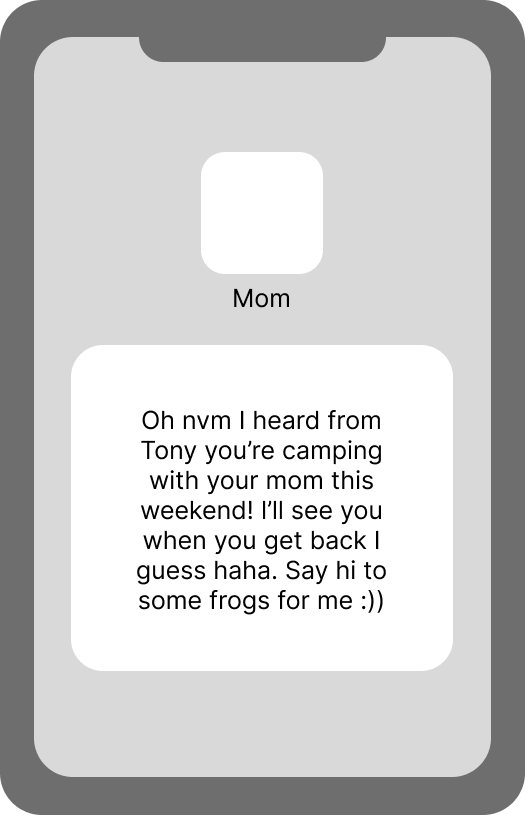 Mom
Oh nvm I heard from
Tony you’re camping
with your mom this
weekend! I’ll see you
when you get back I
guess haha. Say hi to
some frogs for me :))